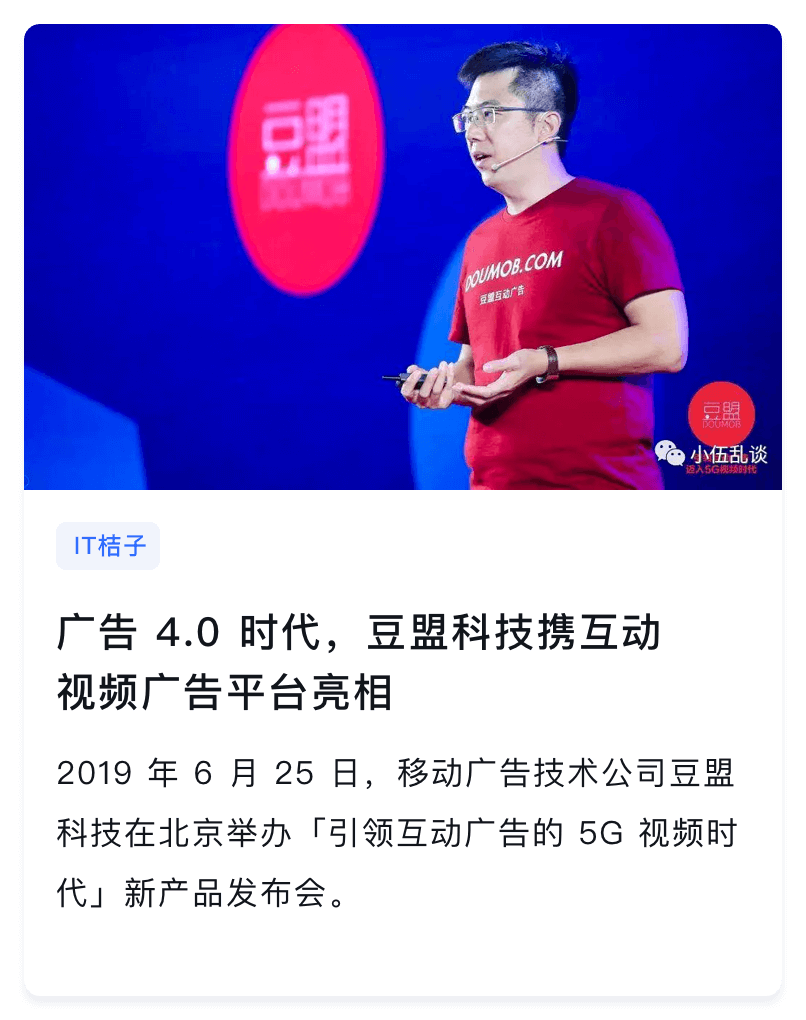 豆盟
DOUMOB
DOUMOB.COM
豆盟互动广告
豆盟
DOUMOB
小伍乱谈
迈入5G视频时代
IT桔子
广告 4.0 时代，豆盟科技携互动
视频广告平台亮相
2019 年 6 月 25 日，移动广告技术公司豆盟
科技在北京举办「引领互动广告的 5G 视频时
代」新产品发布会。